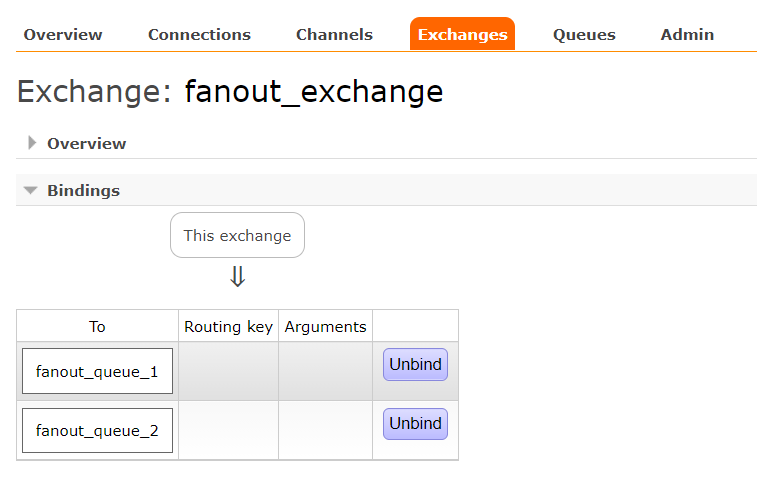 Overview Connections Channels Exchanges Queues Admin
Exchange: fanout_exchange
Overview
Bindings
This exchange
⇓
To Routing key Arguments
fanout_queue_1 Unbind
fanout_queue_2 Unbind